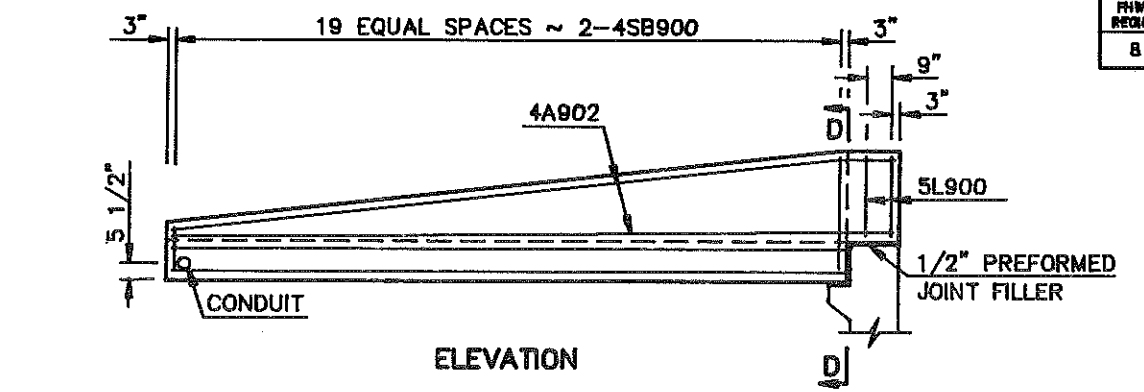 3"
19 EQUAL SPACES ~ 2-4SB900
3"
8
9"
3"
4A902
D
5 1/2"
5L900
1/2" PREFORMED
JOINT FILLER
CONDUIT
ELEVATION
D